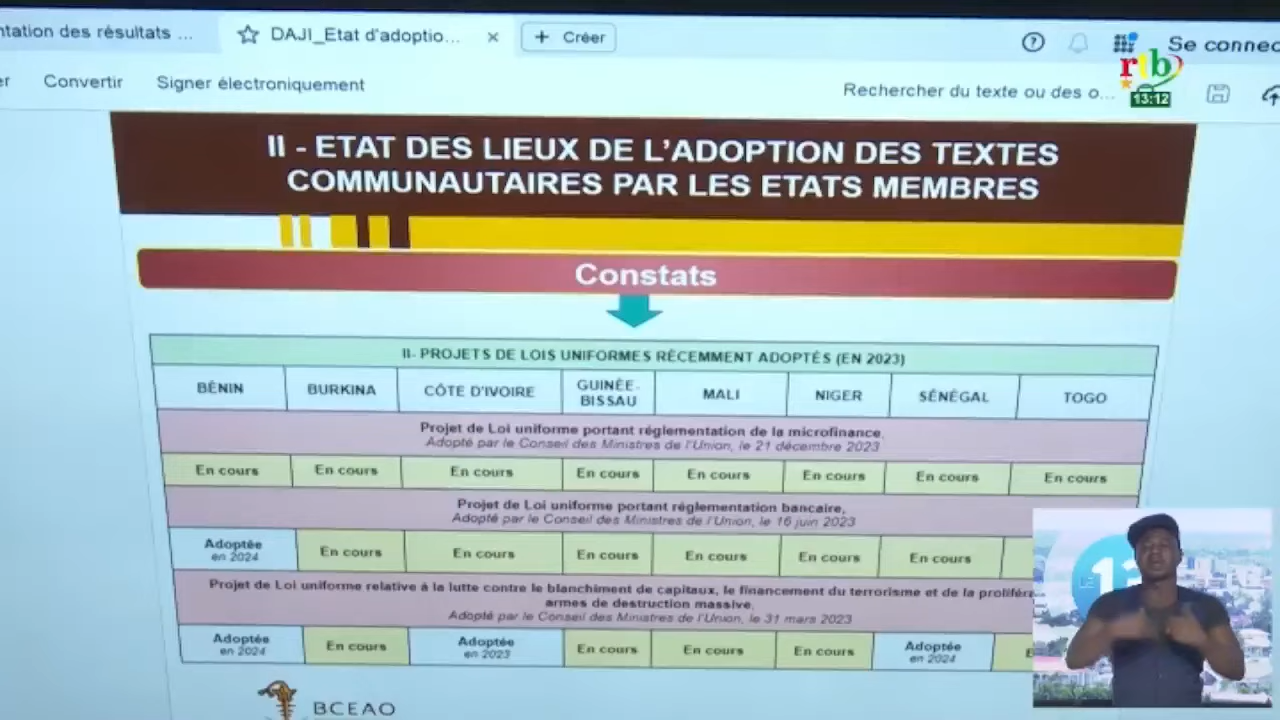 ntation des résultats ...
DAJI_Etat d'adoptio...
×
+ Créer
?
Se connec
er
Convertir
Signer électroniquement
Rechercher du texte ou des o...
rtb
13:12
II - ETAT DES LIEUX DE L'ADOPTION DES TEXTES
COMMUNAUTAIRES PAR LES ETATS MEMBRES
Constats
II- PROJETS DE LOIS UNIFORMES RÉCEMMENT ADOPTÉS (EN 2023)
BÉNIN BURKINA CÔTE D'IVOIRE GUINÉE-BISSAU MALI NIGER SÉNÉGAL TOGO
Projet de Loi uniforme portant réglementation de la microfinance,
Adopté par le Conseil des Ministres de l'Union, le 21 décembre 2023
En cours En cours En cours En cours En cours En cours En cours En cours
Projet de Loi uniforme portant réglementation bancaire,
Adopté par le Conseil des Ministres de l'Union, le 16 juin 2023
Adoptée en 2024 En cours En cours En cours En cours En cours En cours
Projet de Loi uniforme relative à la lutte contre le blanchiment de capitaux, le financement du terrorisme et de la proliféra
armes de destruction massive,
Adopté par le Conseil des Ministres de l'Union, le 31 mars 2023
Adoptée en 2024 En cours Adoptée en 2023 En cours En cours En cours Adoptée en 2024
BCEAO